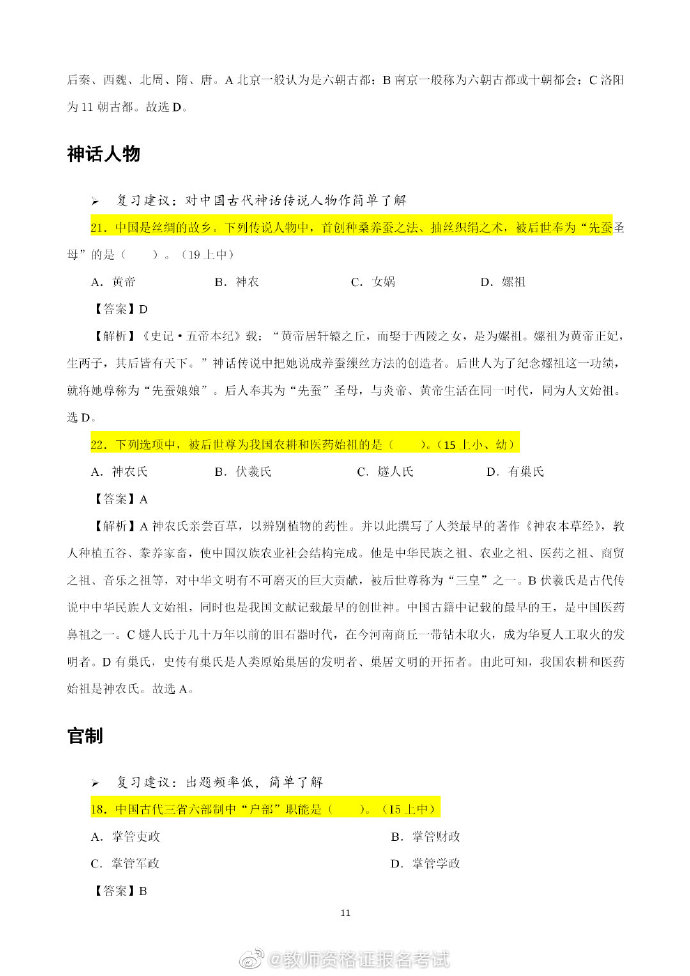 后秦、西魏、北周、隋、唐。A 北京一般认为是六朝古都；B 南京一般称为六朝古都或十朝都会；C 洛阳
为 11 朝古都。故选 D。
神话人物
➢ 复习建议：对中国古代神话传说人物作简单了解
21．中国是丝绸的故乡。下列传说人物中，首创种桑养蚕之法、抽丝织绢之术，被后世奉为“先蚕圣
母”的是（　　）。（19 上中）
A．黄帝 B．神农 C．女娲 D．嫘祖
【答案】D
【解析】《史记·五帝本纪》载：“黄帝居轩辕之丘，而娶于西陵之女，是为嫘祖。嫘祖为黄帝正妃，
生两子，其后皆有天下。”神话传说中把她说成养蚕缫丝方法的创造者。后世人为了纪念嫘祖这一功绩，
就将她尊称为“先蚕娘娘”。后人奉其为“先蚕”圣母，与炎帝、黄帝生活在同一时代，同为人文始祖。
选 D。
22．下列选项中，被后世尊为我国农耕和医药始祖的是（　　）。（15 上小、幼）
A．神农氏 B．伏羲氏 C．燧人氏 D．有巢氏
【答案】A
【解析】A 神农氏亲尝百草，以辨别植物的药性。并以此撰写了人类最早的著作《神农本草经》，教
人种植五谷、豢养家畜，使中国汉族农业社会结构完成。他是中华民族之祖、农业之祖、医药之祖、商贸
之祖、音乐之祖等，对中华文明有不可磨灭的巨大贡献，被后世尊称为“三皇”之一。B 伏羲氏是古代传
说中中华民族人文始祖，同时也是我国文献记载最早的创世神。中国古籍中记载的最早的王，是中国医药
鼻祖之一。C 燧人氏于几十万年以前的旧石器时代，在今河南商丘一带钻木取火，成为华夏人工取火的发
明者。D 有巢氏，史传有巢氏是人类原始巢居的发明者、巢居文明的开拓者。由此可知，我国农耕和医药
始祖是神农氏。故选 A。
官制
➢ 复习建议：出题频率低，简单了解
18．中国古代三省六部制中“户部”职能是（　　）。（15 上中）
A．掌管吏政 B．掌管财政
C．掌管军政 D．掌管学政
【答案】B
11
@教师资格证报名考试